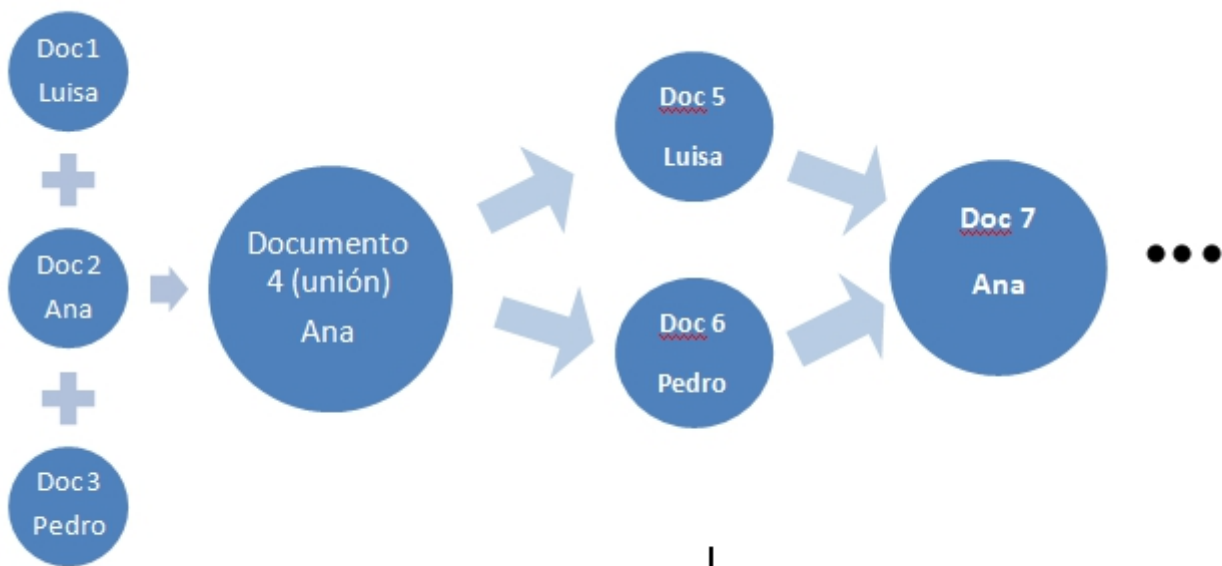 Doc1
Luisa
Doc2
Ana
Doc3
Pedro
Documento
4 (unión)
Ana
Doc 5
Luisa
Doc 6
Pedro
Doc 7
Ana
...